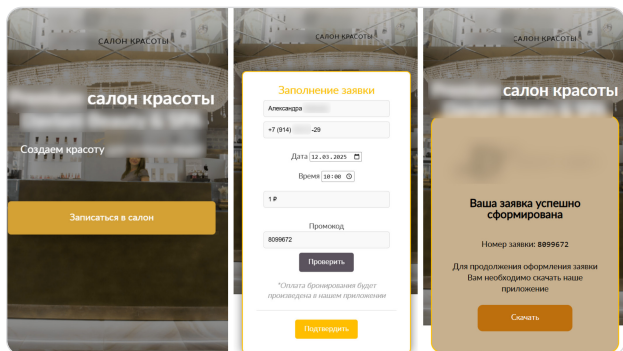 САЛОН КРАСОТЫ
салон красоты
Создаем красоту
Записаться в салон
САЛОН КРАСОТЫ
Заполнение заявки
Александра
+7 (914) -29
Дата 12.03.2025
Время 10:00
1 ₽
Промокод
8099672
Проверить
*Оплата бронирования будет
произведена в нашем приложении
Подтвердить
САЛОН КРАСОТЫ
салон красоты
Ваша заявка успешно
сформирована
Номер заявки: 8099672
Для продолжения оформления заявки
Вам необходимо скачать наше
приложение
Скачать